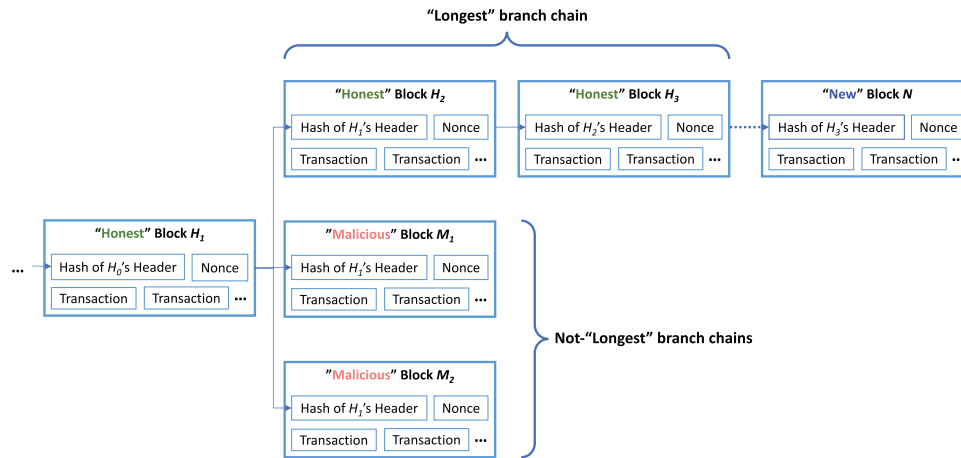 “Longest” branch chain
“Honest” Block H2
Hash of H1’s Header
Nonce
Transaction
Transaction
...
“Honest” Block H3
Hash of H2’s Header
Nonce
Transaction
Transaction
...
“New” Block N
Hash of H3’s Header
Nonce
Transaction
Transaction
...
...
“Honest” Block H1
Hash of H0’s Header
Nonce
Transaction
Transaction
...
”Malicious” Block M1
Hash of H1’s Header
Nonce
Transaction
Transaction
...
Not-“Longest” branch chains
”Malicious” Block M2
Hash of H1’s Header
Nonce
Transaction
Transaction
...